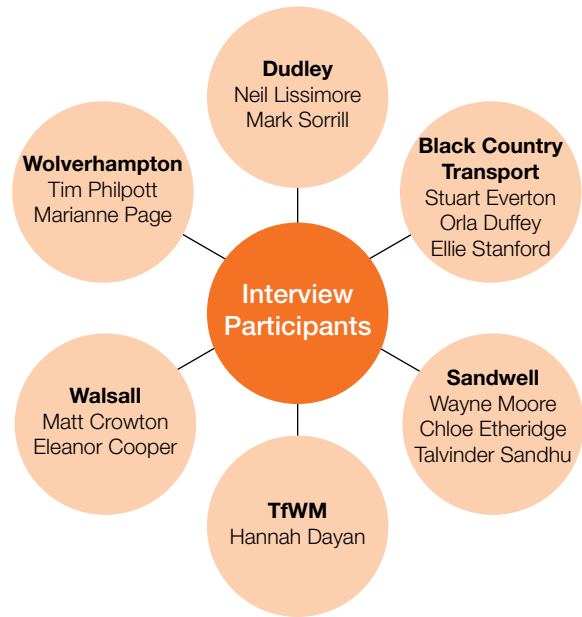 Dudley
Neil Lissimore
Mark Sorrill
Black Country
Transport
Stuart Everton
Orla Duffey
Ellie Stanford
Sandwell
Wayne Moore
Chloe Etheridge
Talvinder Sandhu
TfWM
Hannah Dayan
Walsall
Matt Crowton
Eleanor Cooper
Wolverhampton
Tim Philpott
Marianne Page
Interview
Participants